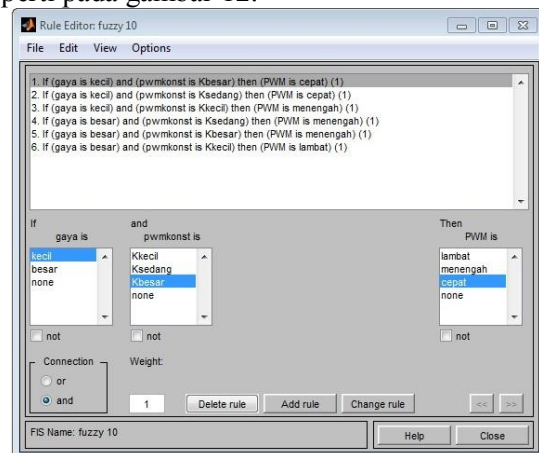 perti pada gambar 12.
Rule Editor: fuzzy 10
File Edit View Options
1. If (gaya is kecil) and (pwmkonst is Kbesar) then (PWM is cepat) (1)
2. If (gaya is kecil) and (pwmkonst is Ksedang) then (PWM is cepat) (1)
3. If (gaya is kecil) and (pwmkonst is Kkecil) then (PWM is menengah) (1)
4. If (gaya is besar) and (pwmkonst is Ksedang) then (PWM is menengah) (1)
5. If (gaya is besar) and (pwmkonst is Kbesar) then (PWM is menengah) (1)
6. If (gaya is besar) and (pwmkonst is Kkecil) then (PWM is lambat) (1)
If and Then
gaya is pwmkonst is PWM is
kecil Kkecil lambat
besar Ksedang menengah
none Kbesar cepat
none none
not not not
Connection Weight:
or
and 1 Delete rule Add rule Change rule << >>
FIS Name: fuzzy 10 Help Close